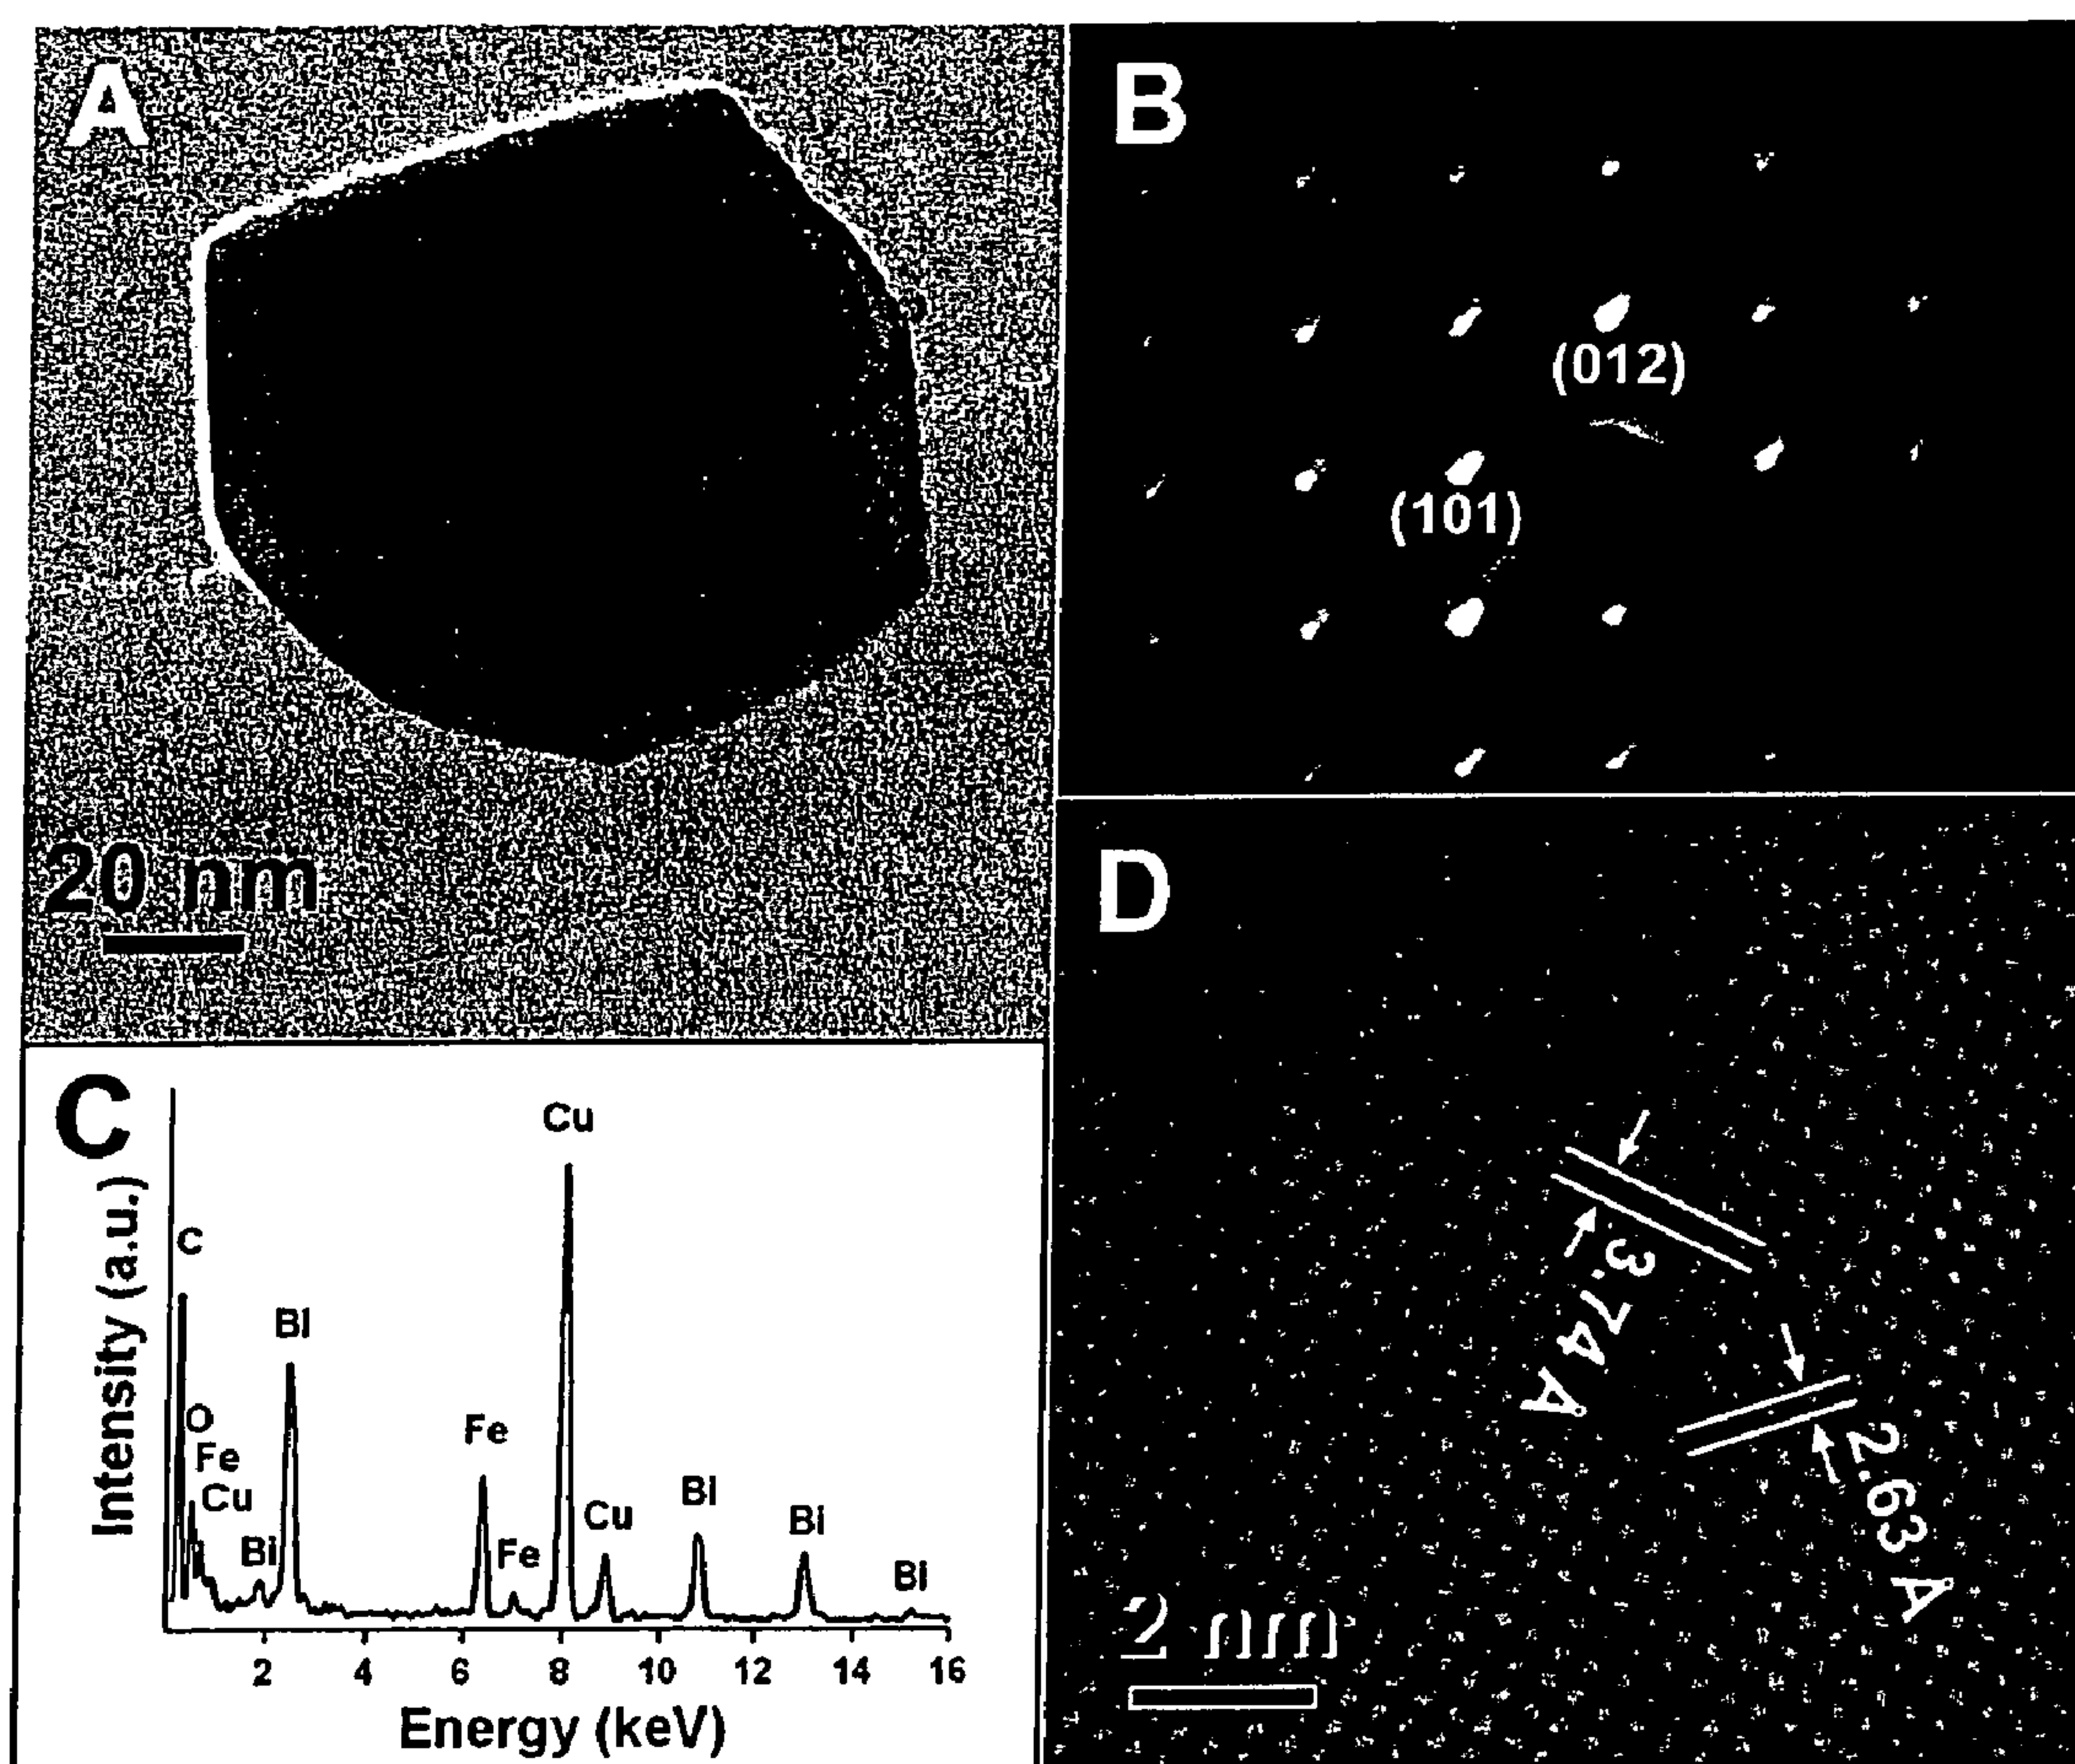 A
20 nm
B
(012)
(101)
C
Intensity (a.u.)
C
O
Fe
Cu
Bi
BI
Fe
Fe
Cu
Cu
BI
BI
BI
2 4 6 8 10 12 14 16
Energy (keV)
D
3.74 Å
2.63 Å
2 nm